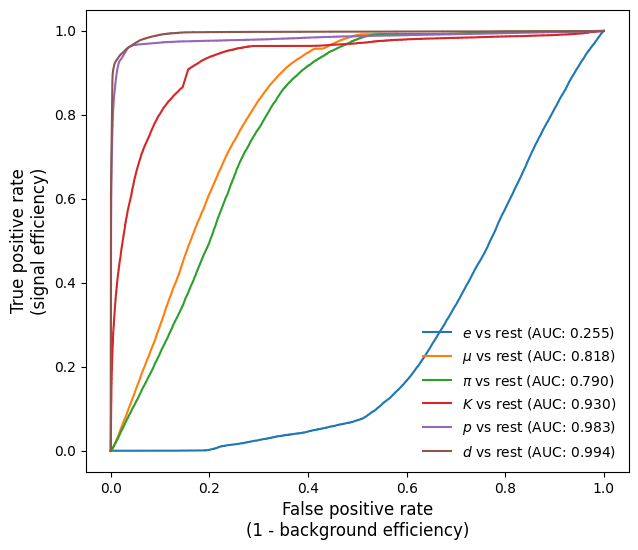 1.0
0.8
0.6
0.4
0.2
0.0
True positive rate
(signal efficiency)
e vs rest (AUC: 0.255)
μ vs rest (AUC: 0.818)
π vs rest (AUC: 0.790)
K vs rest (AUC: 0.930)
p vs rest (AUC: 0.983)
d vs rest (AUC: 0.994)
0.0 0.2 0.4 0.6 0.8 1.0
False positive rate
(1 - background efficiency)